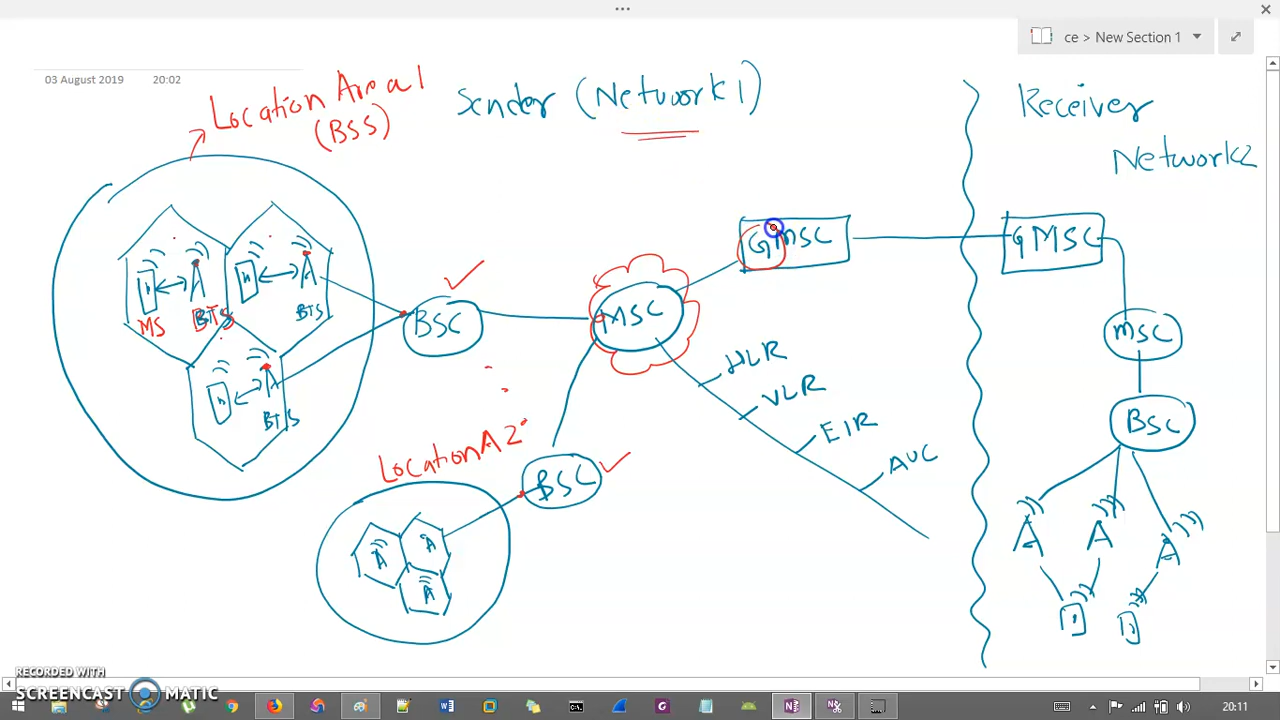 ce > New Section 1
03 August 2019 20:02
Location Area 1
(BSS)
Sender (Network 1)
Receiver
Network2
MS
BTS
BTS
BTS
BSC
MSC
GMSC
GMSC
MSC
BSC
HLR
VLR
EIR
AUC
Location A2
BSC
RECORDED WITH
SCREENCAST MATIC
20:11